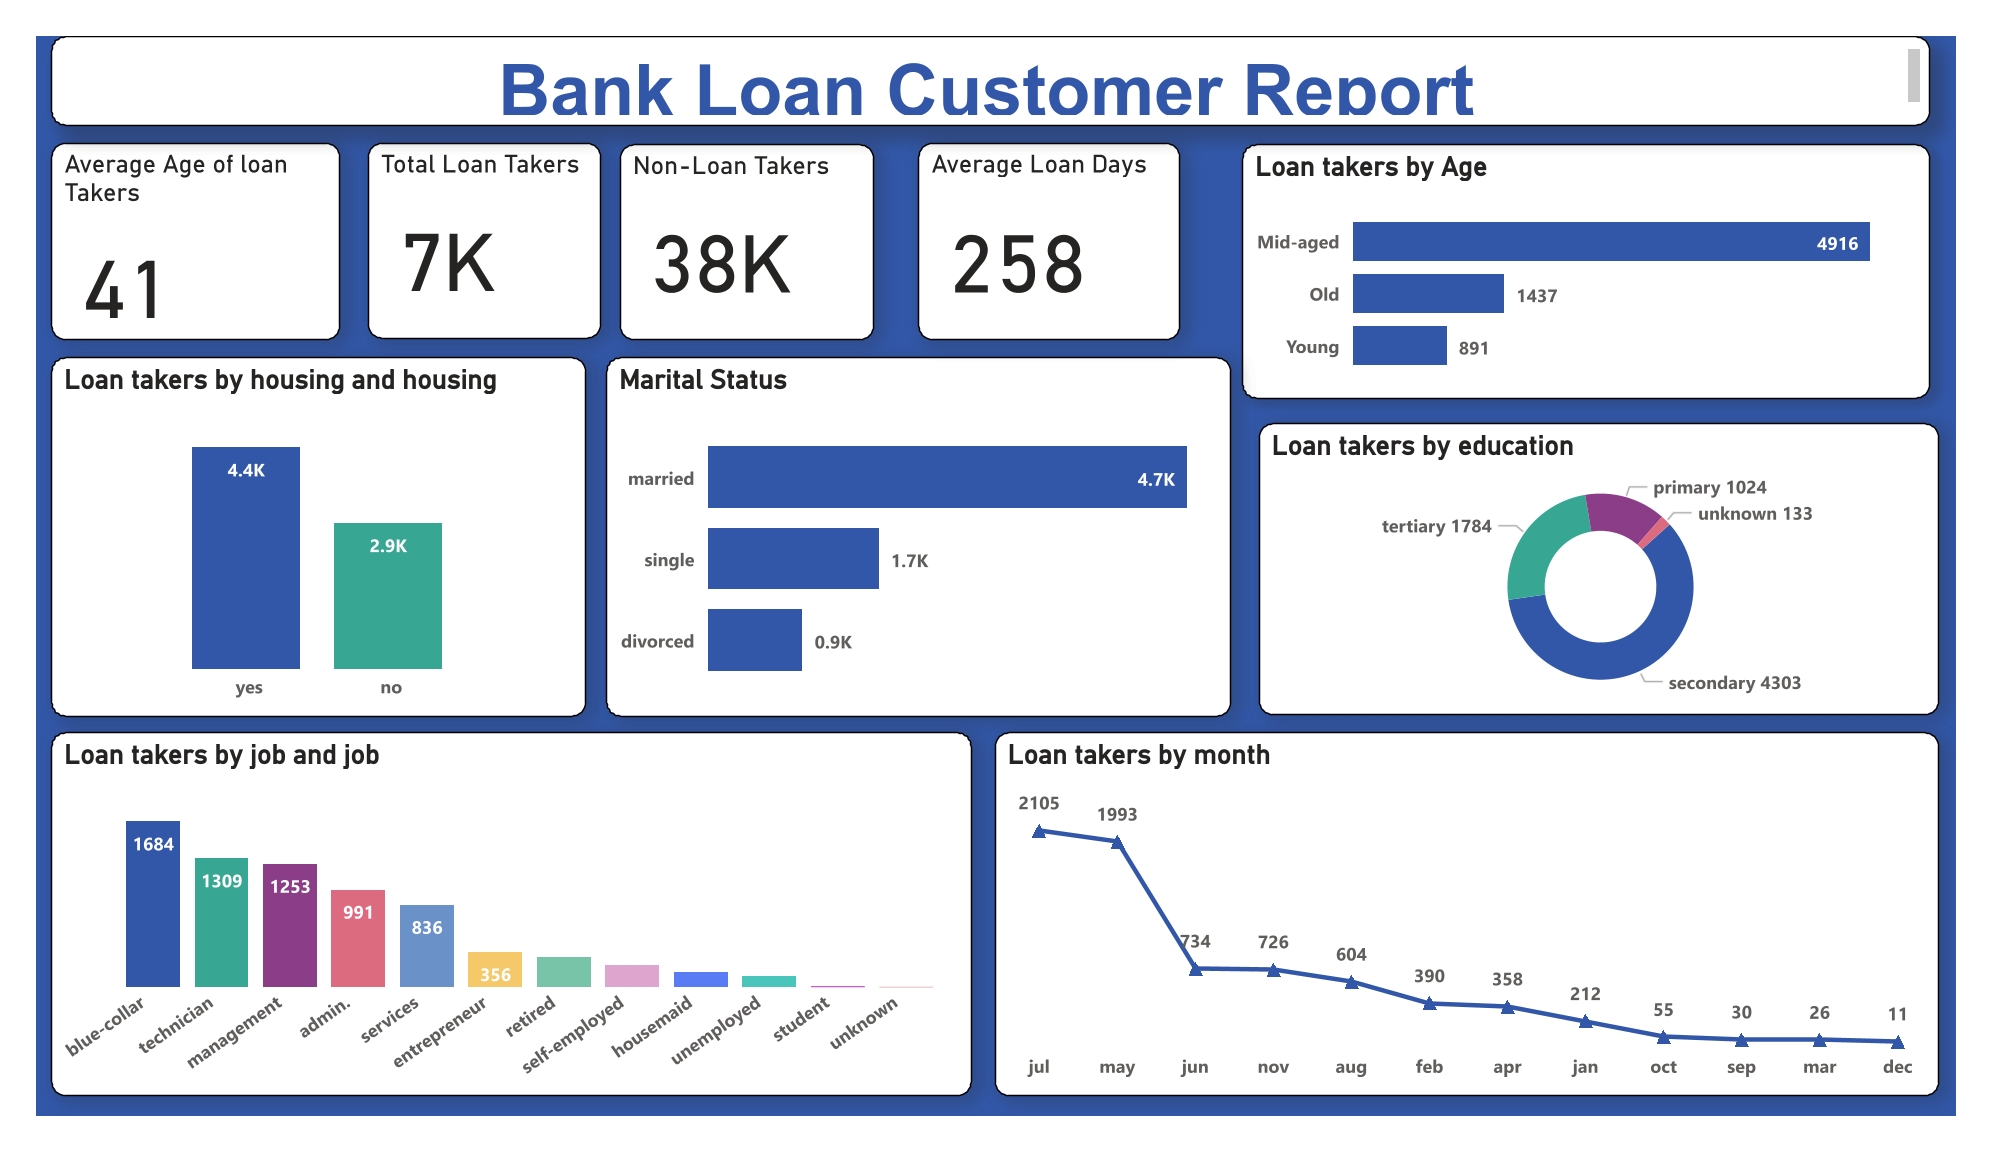 Bank Loan Customer Report
Average Age of loan
Takers
41
Total Loan Takers
7K
Non-Loan Takers
38K
Average Loan Days
258
Loan takers by Age
Mid-aged 4916
Old 1437
Young 891
Loan takers by housing and housing
4.4K
2.9K
yes no
Marital Status
married 4.7K
single 1.7K
divorced 0.9K
Loan takers by education
primary 1024
unknown 133
tertiary 1784
secondary 4303
Loan takers by job and job
1684 1309 1253 991 836 356
blue-collar technician management admin. services entrepreneur retired self-employed housemaid unemployed student unknown
Loan takers by month
2105 1993 734 726 604 390 358 212 55 30 26 11
jul may jun nov aug feb apr jan oct sep mar dec